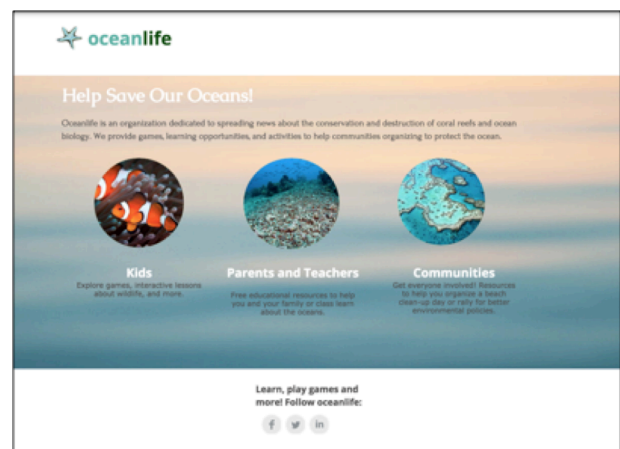 oceanlife
Help Save Our Oceans!
Oceanlife is an organization dedicated to spreading news about the conservation and destruction of coral reefs and ocean
biology. We provide games, learning opportunities, and activities to help communities organizing to protect the ocean.
Kids
Explore games, interactive lessons
about wildlife, and more.
Parents and Teachers
Free educational resources to help
you and your family or class learn
about the oceans.
Communities
Get everyone involved! Resources
to help you organize a beach
clean-up day or rally for better
environmental policies.
Learn, play games and
more! Follow oceanlife:
f
in